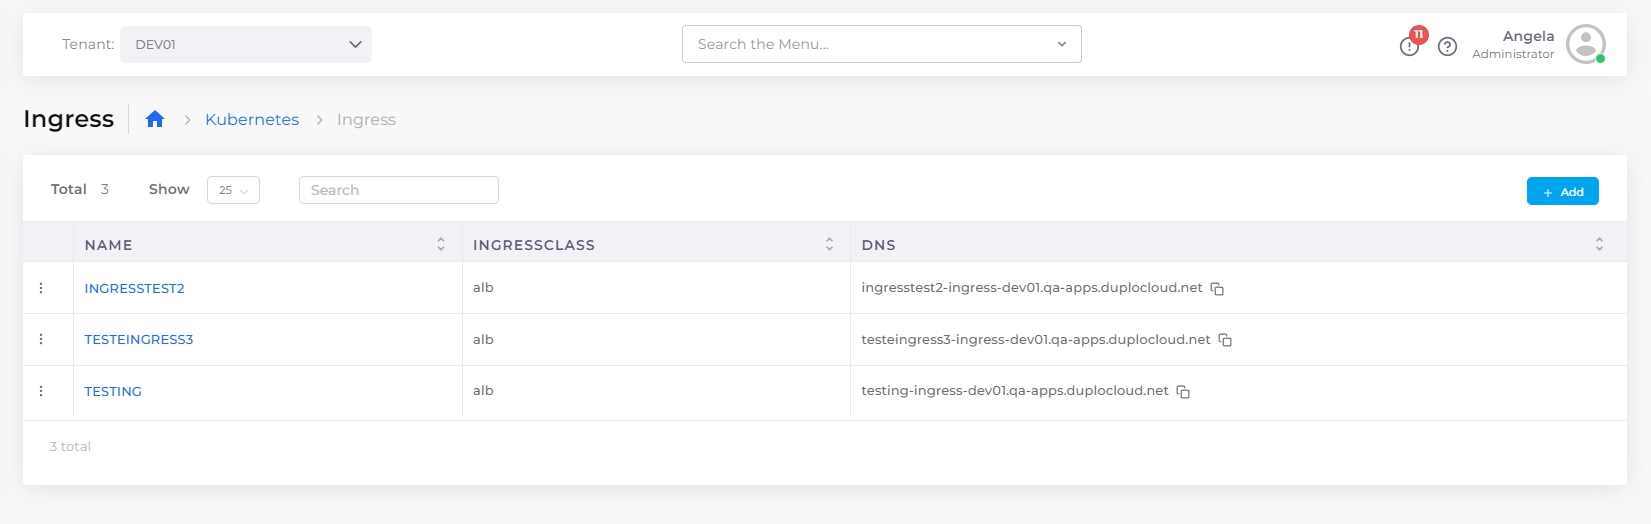 Tenant: DEV01 Search the Menu... 11 Angela
Administrator
Ingress Kubernetes Ingress
Total 3 Show 25 Search + Add
NAME INGRESSCLASS DNS
INGRESSTEST2 alb ingresstest2-ingress-dev01.qa-apps.duplocloud.net
TESTEINGRESS3 alb testeingress3-ingress-dev01.qa-apps.duplocloud.net
TESTING alb testing-ingress-dev01.qa-apps.duplocloud.net
3 total